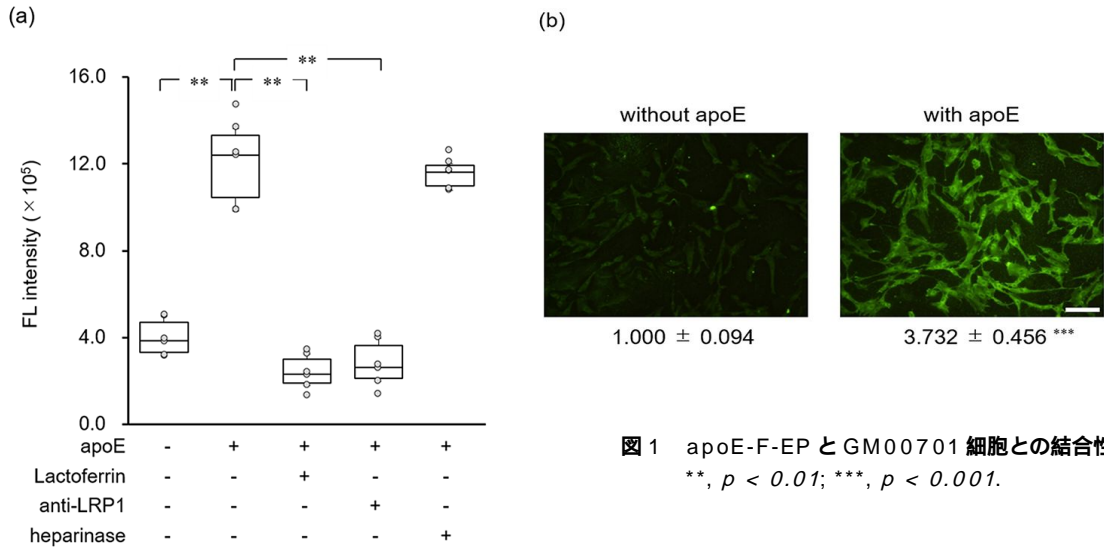 (a)
16.0
12.0
8.0
4.0
0.0
FL intensity (×10⁵)
** ** **
apoE - + + + +
Lactoferrin - - + - -
anti-LRP1 - - - + -
heparinase - - - - +
(b)
without apoE with apoE
1.000 ± 0.094 3.732 ± 0.456 ***
図1 apoE-F-EP と GM00701 細胞との結合性
**, p < 0.01; ***, p < 0.001.